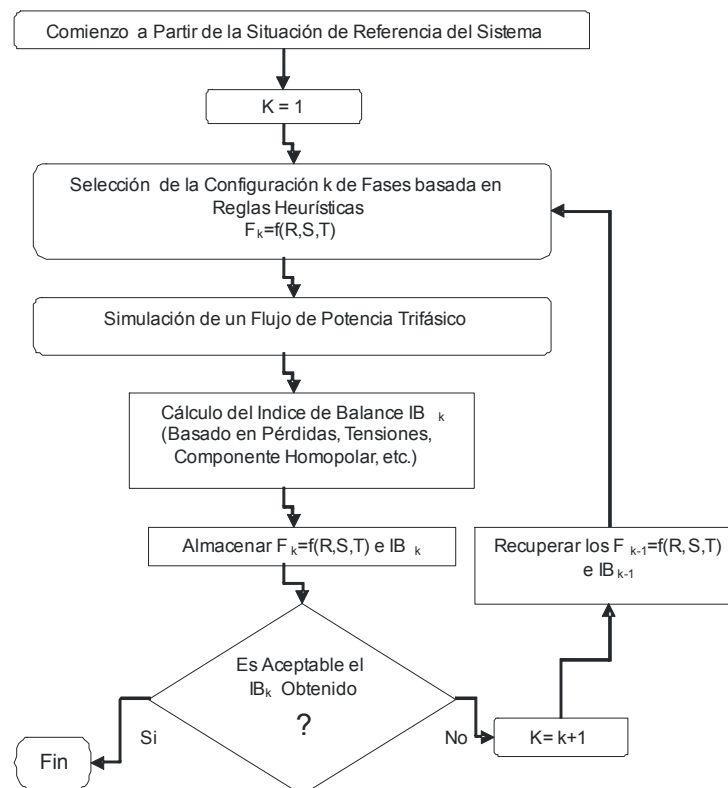 Comienzo a Partir de la Situación de Referencia del Sistema
K = 1
Selección de la Configuración k de Fases basada en
Reglas Heurísticas
Fk=f(R,S,T)
Simulación de un Flujo de Potencia Trifásico
Cálculo del Indice de Balance IB k
(Basado en Pérdidas, Tensiones,
Componente Homopolar, etc.)
Almacenar Fk=f(R,S,T) e IB k
Recuperar los F k-1=f(R,S,T)
e IBk-1
Es Aceptable el
IBk Obtenido
?
Si
No
K= k+1
Fin